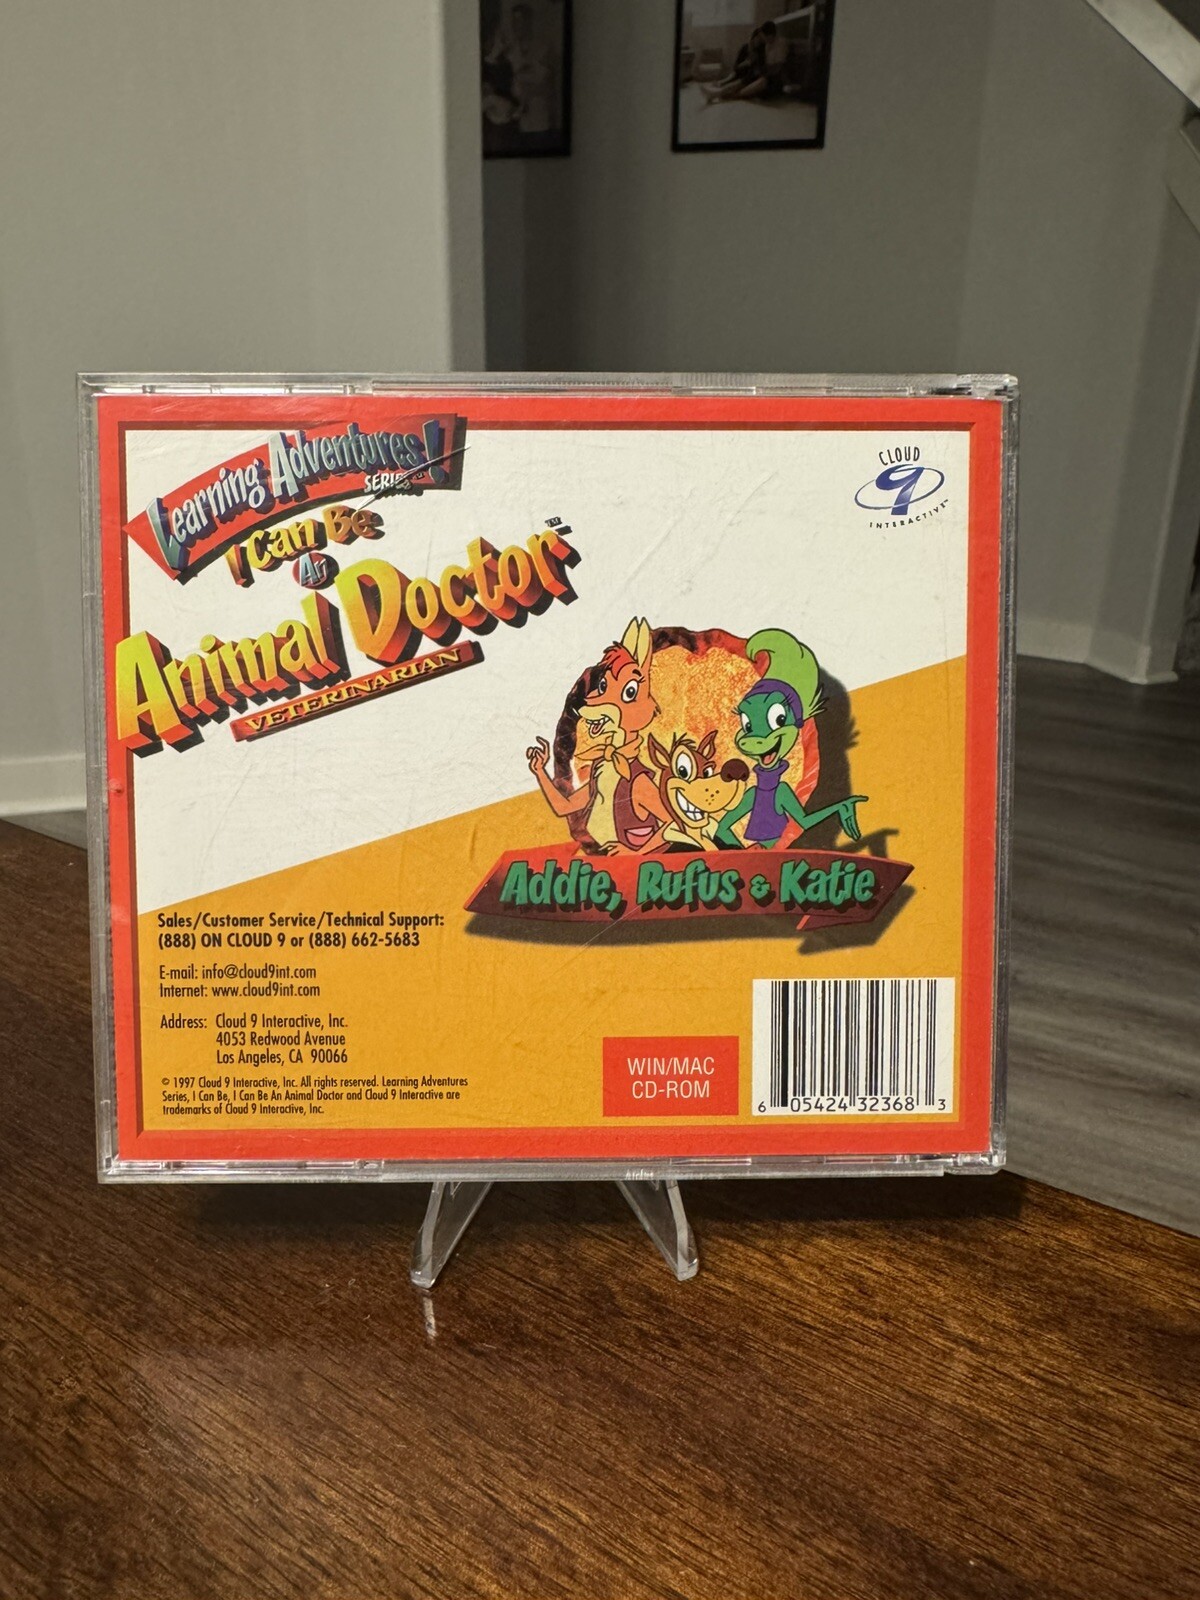 Learning Adventures!
SERIES
I Can Be
An
Animal Doctor™
VETERINARIAN
CLOUD
9
INTERACTIVE™
Addie, Rufus & Katie
Sales/Customer Service/Technical Support:
(888) ON CLOUD 9 or (888) 662-5683
E-mail: info@cloud9int.com
Internet: www.cloud9int.com
Address: Cloud 9 Interactive, Inc.
4053 Redwood Avenue
Los Angeles, CA 90066
© 1997 Cloud 9 Interactive, Inc. All rights reserved. Learning Adventures
Series, I Can Be, I Can Be An Animal Doctor and Cloud 9 Interactive are
trademarks of Cloud 9 Interactive, Inc.
WIN/MAC
CD-ROM
6 05424 32368 3